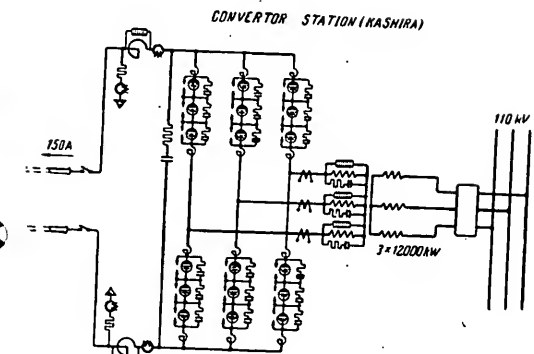 CONVERTOR STATION (KASHIRA)
110 kV
150A
3×12000kW